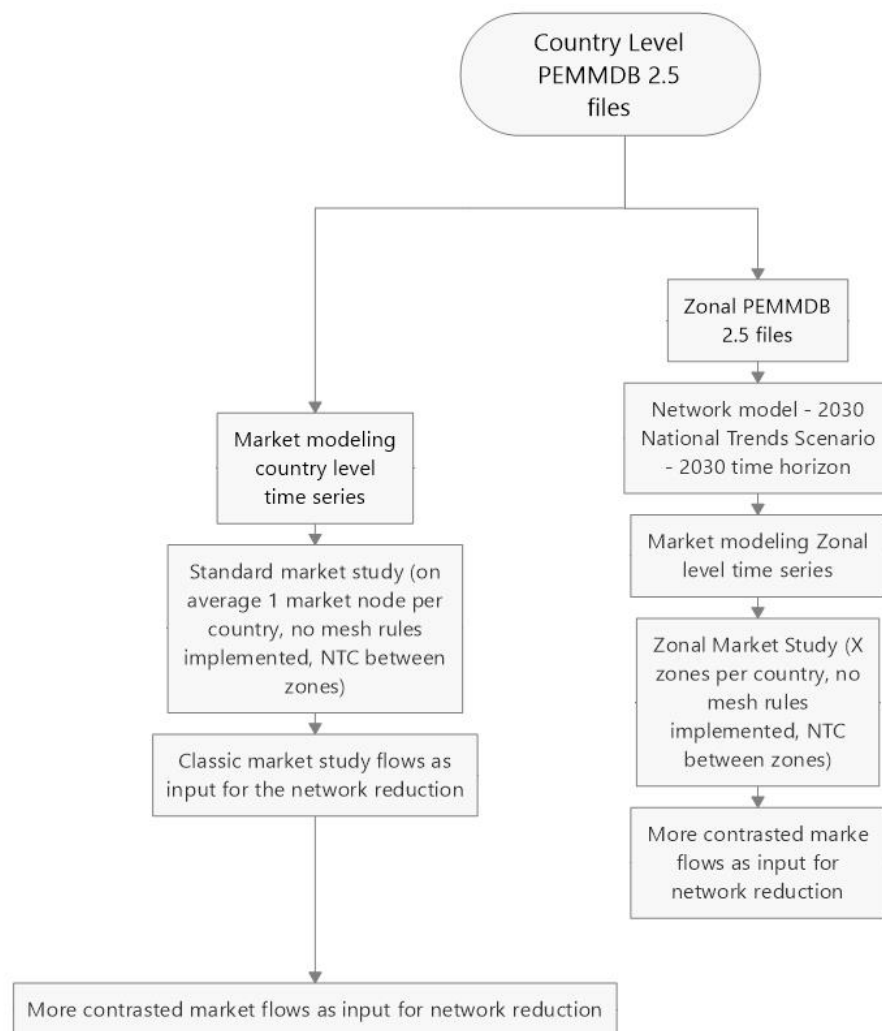 Country Level
PEMMDB 2.5
files
Zonal PEMMDB
2.5 files
Network model - 2030
National Trends Scenario
- 2030 time horizon
Market modeling
country level
time series
Market modeling Zonal
level time series
Standard market study (on
average 1 market node per
country, no mesh rules
implemented, NTC between
zones)
Zonal Market Study (X
zones per country, no
mesh rules
implemented, NTC
between zones)
Classic market study flows as
input for the network reduction
More contrasted marke
flows as input for
network reduction
More contrasted market flows as input for network reduction